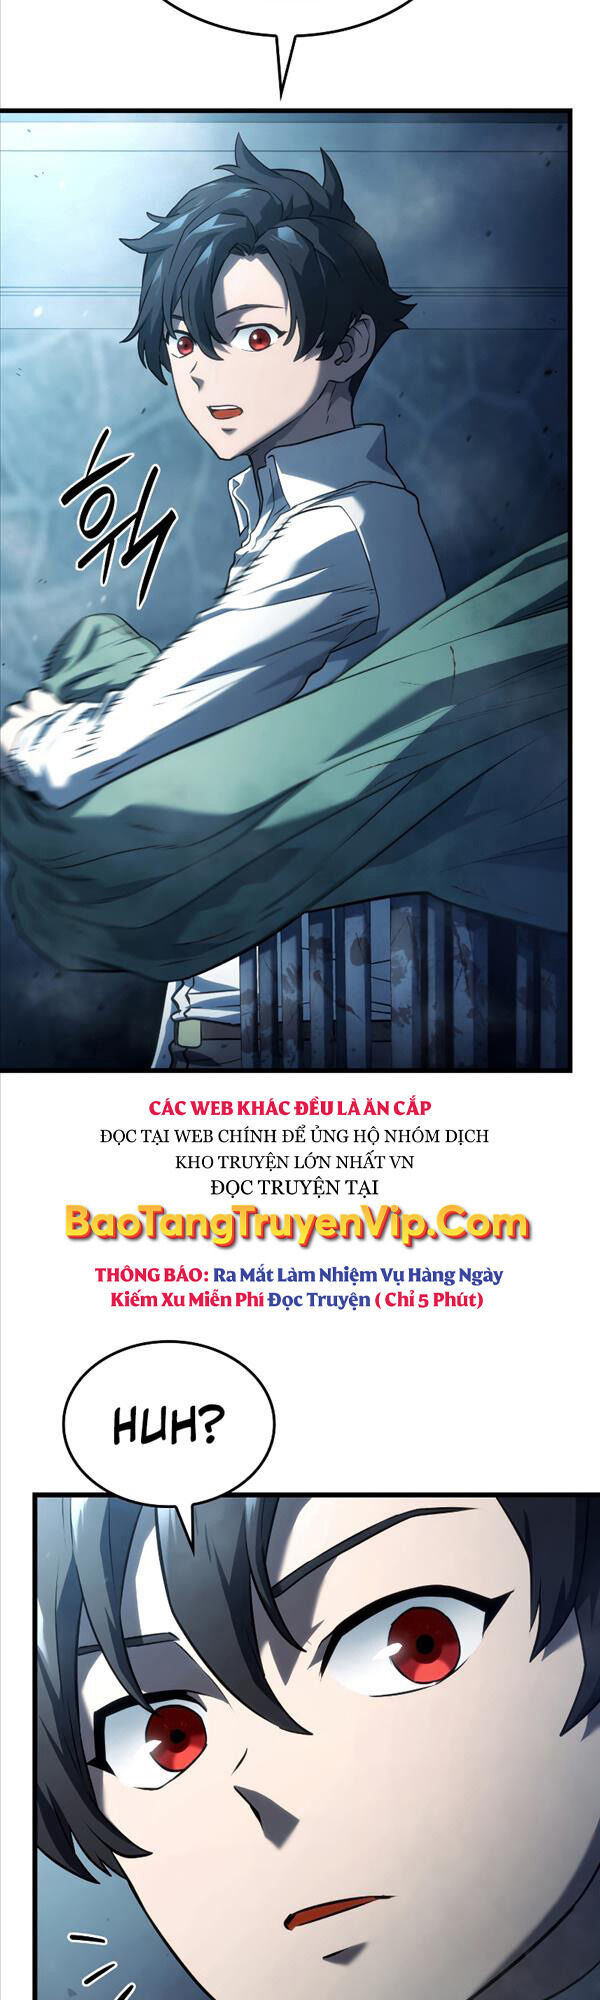 휙
CÁC WEB KHÁC ĐỀU LÀ ĂN CẮP
ĐỌC TẠI WEB CHÍNH ĐỂ ỦNG HỘ NHÓM DỊCH
KHO TRUYỆN LỚN NHẤT VN
ĐỌC TRUYỆN TẠI
BaoTangTruyenVip.Com
THÔNG BÁO: Ra Mắt Làm Nhiệm Vụ Hàng Ngày
Kiếm Xu Miễn Phí Đọc Truyện ( Chỉ 5 Phút)
HUH?